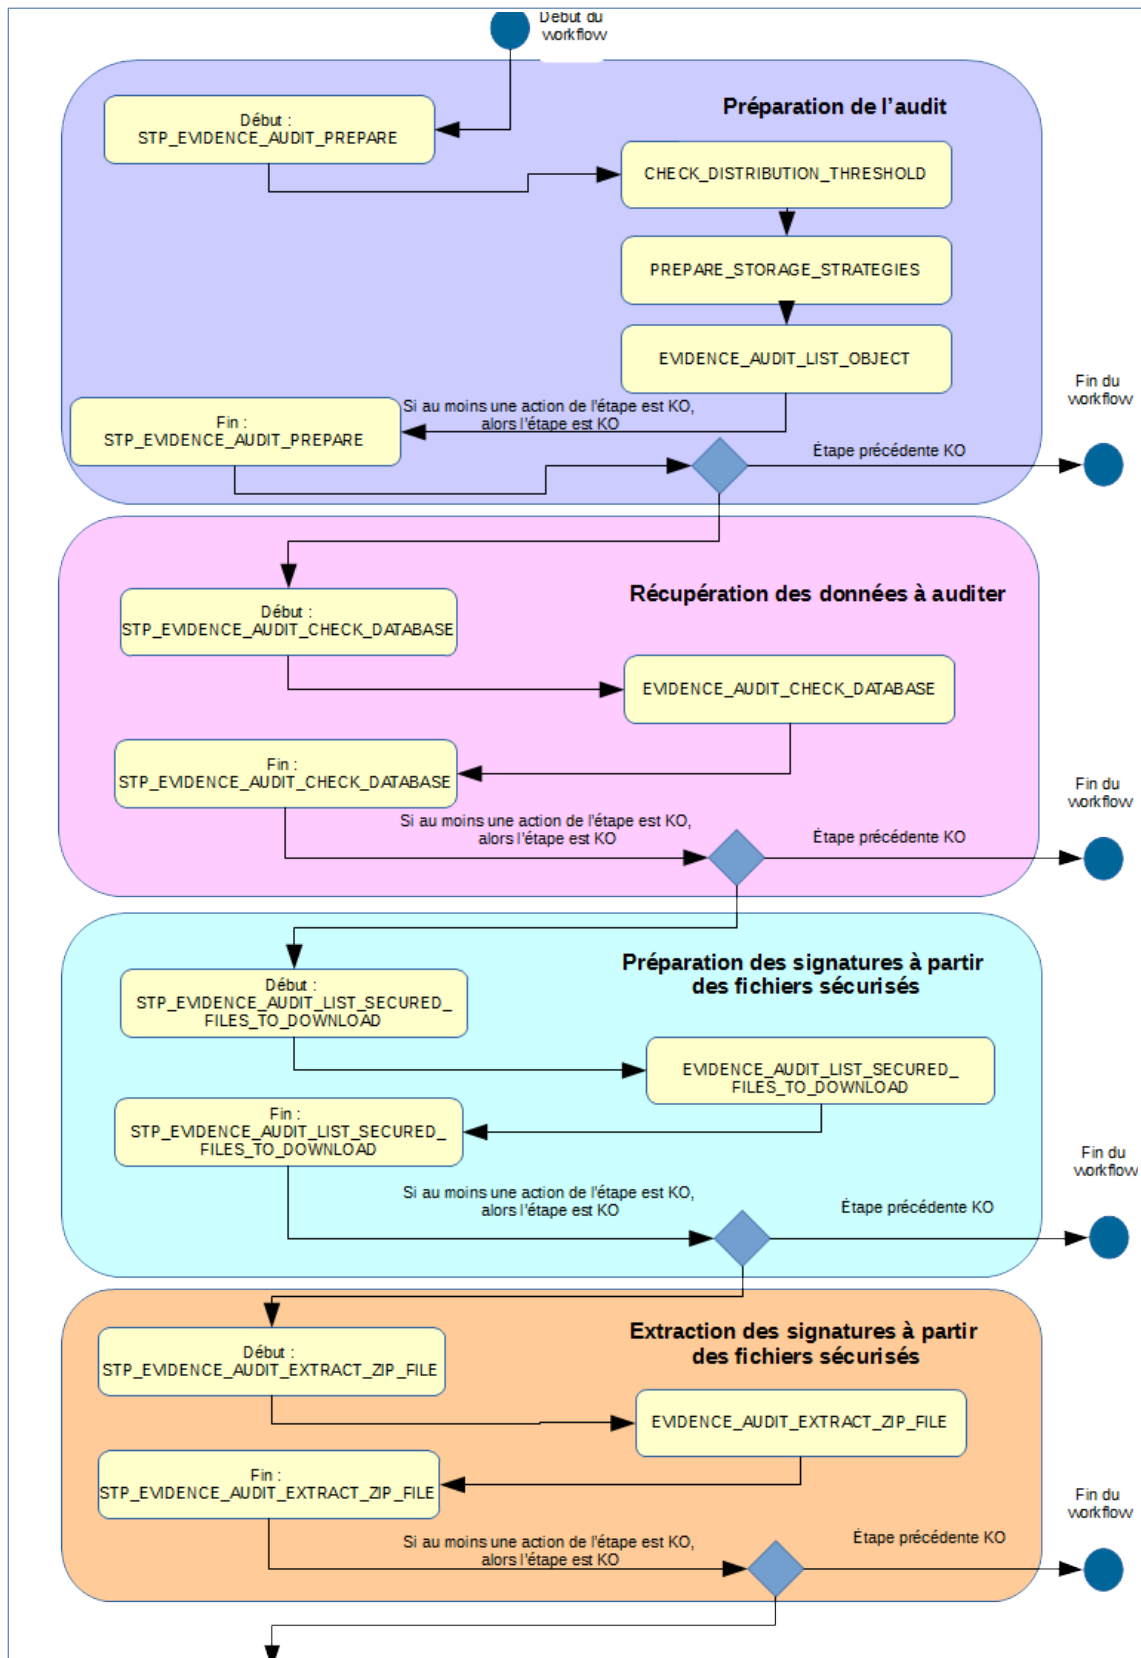 Début du
workflow
Préparation de l'audit
Début :
STP_EVIDENCE_AUDIT_PREPARE
CHECK_DISTRIBUTION_THRESHOLD
PREPARE_STORAGE_STRATEGIES
EVIDENCE_AUDIT_LIST_OBJECT
Fin du
workflow
Si au moins une action de l'étape est KO,
alors l'étape est KO
Fin :
STP_EVIDENCE_AUDIT_PREPARE
Étape précédente KO
Récupération des données à auditer
Début :
STP_EVIDENCE_AUDIT_CHECK_DATABASE
EVIDENCE_AUDIT_CHECK_DATABASE
Fin :
STP_EVIDENCE_AUDIT_CHECK_DATABASE
Fin du
workflow
Si au moins une action de l'étape est KO,
alors l'étape est KO
Étape précédente KO
Préparation des signatures à partir
des fichiers sécurisés
Début :
STP_EVIDENCE_AUDIT_LIST_SECURED_
FILES_TO_DOWNLOAD
EVIDENCE_AUDIT_LIST_SECURED_
FILES_TO_DOWNLOAD
Fin :
STP_EVIDENCE_AUDIT_LIST_SECURED_
FILES_TO_DOWNLOAD
Fin du
workflow
Si au moins une action de l'étape est KO,
alors l'étape est KO
Étape précédente KO
Extraction des signatures à partir
des fichiers sécurisés
Début :
STP_EVIDENCE_AUDIT_EXTRACT_ZIP_FILE
EVIDENCE_AUDIT_EXTRACT_ZIP_FILE
Fin :
STP_EVIDENCE_AUDIT_EXTRACT_ZIP_FILE
Fin du
workflow
Si au moins une action de l'étape est KO,
alors l'étape est KO
Étape précédente KO